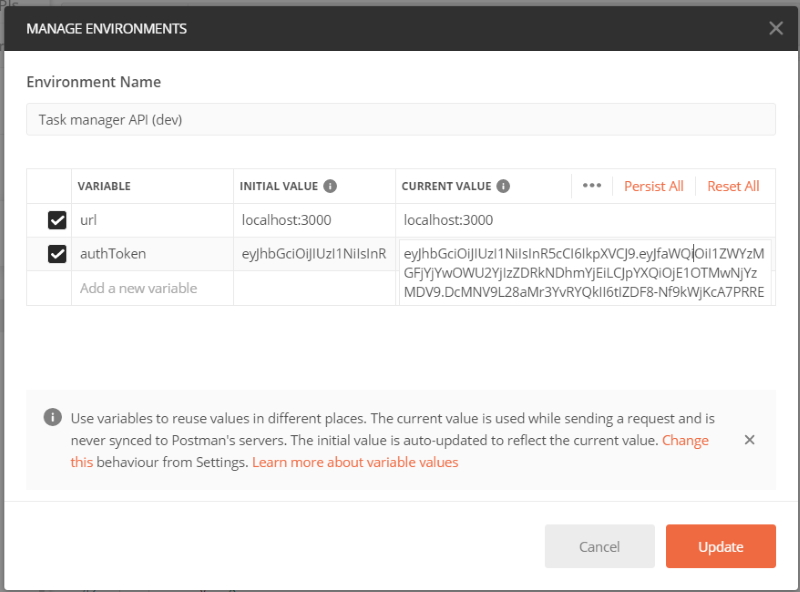 MANAGE ENVIRONMENTS
Environment Name
Task manager API (dev)
VARIABLE INITIAL VALUE CURRENT VALUE ••• Persist All Reset All
url localhost:3000 localhost:3000
authToken eyJhbGciOiJIUzI1NiIsInR eyJhbGciOiJIUzI1NiIsInR5cCI6IkpXVCJ9.eyJfaWQiOiI1ZWYzM
GFjYjYwOWU2YjIzZDRkNDhmYjEiLCJpYXQiOjE1OTMwNjYz
MDV9.DcMNV9L28aMr3YvRYQkII6tIZDF8-Nf9kWjKcA7PRRE
Add a new variable
Use variables to reuse values in different places. The current value is used while sending a request and is
never synced to Postman's servers. The initial value is auto-updated to reflect the current value. Change
this behaviour from Settings. Learn more about variable values
Cancel Update